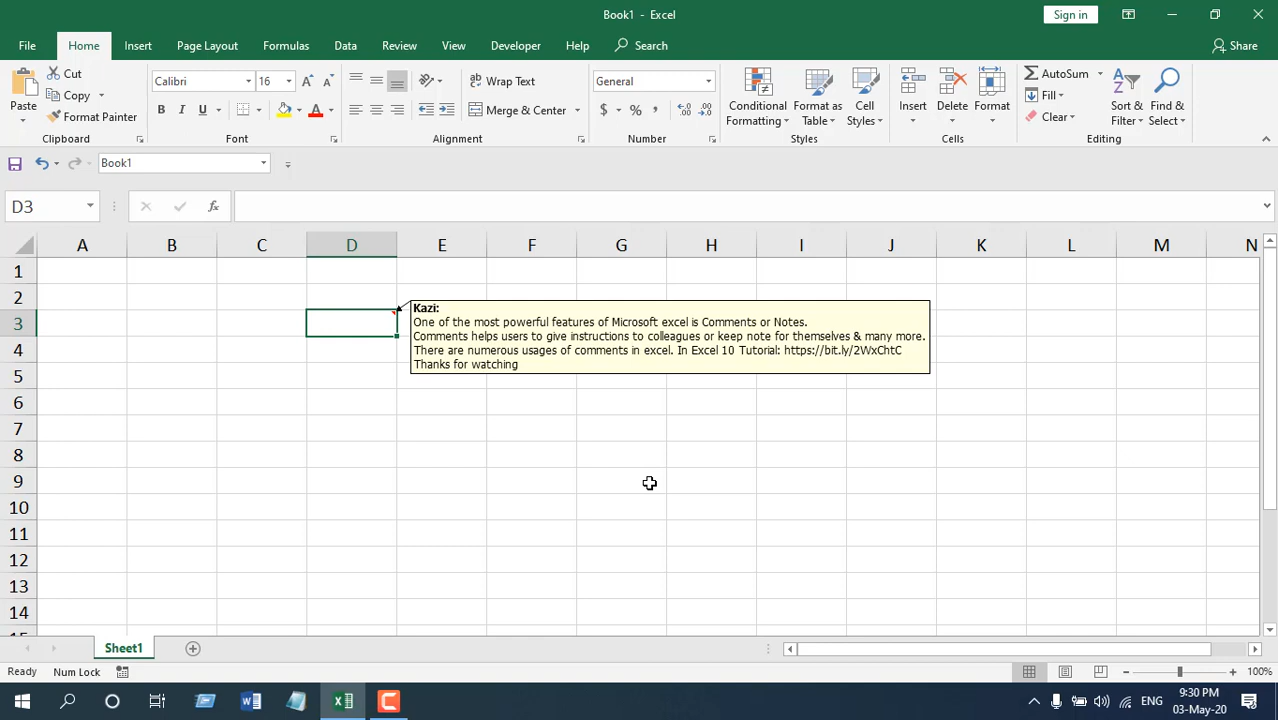 Book1 - Excel
Sign in
File Home Insert Page Layout Formulas Data Review View Developer Help Search Share
Paste
Cut
Copy
Format Painter
Clipboard
Calibri 16 A A
B I U A
Font
Wrap Text
Merge & Center
Alignment
General
$ % ,
Number
Conditional Formatting
Format as Table
Cell Styles
Styles
Insert Delete Format
Cells
AutoSum
Fill
Clear
Sort & Filter
Find & Select
Editing
Book1
D3 fx
A B C D E F G H I J K L M N
1
2
3
4
5
6
7
8
9
10
11
12
13
14
15
Kazi:
One of the most powerful features of Microsoft excel is Comments or Notes.
Comments helps users to give instructions to colleagues or keep note for themselves & many more.
There are numerous usages of comments in excel. In Excel 10 Tutorial: https://bit.ly/2WxChtC
Thanks for watching
Sheet1
Ready Num Lock 100%
ENG 9:30 PM
03-May-20